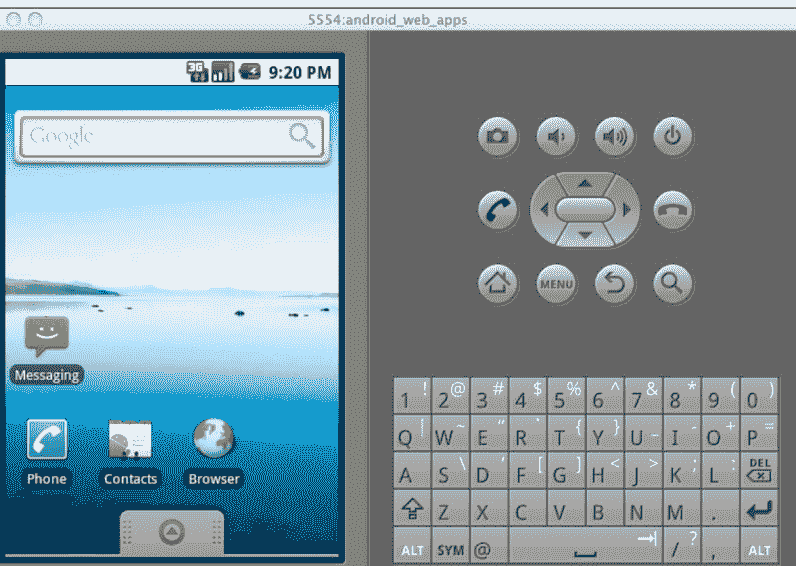 5554:android_web_apps
3G 9:20 PM
Google
MENU
Messaging
Phone Contacts Browser
1 ! 2 @ 3 # 4 $ 5 % 6 ^ 7 & 8 * 9 ( 0 )
Q | W ~ E " R ` T { Y } U _ I - O + P =
A S \ D ' F [ G ] H < J > K ; L : DEL
Z X C V B N M .
ALT SYM @ / ? , ALT